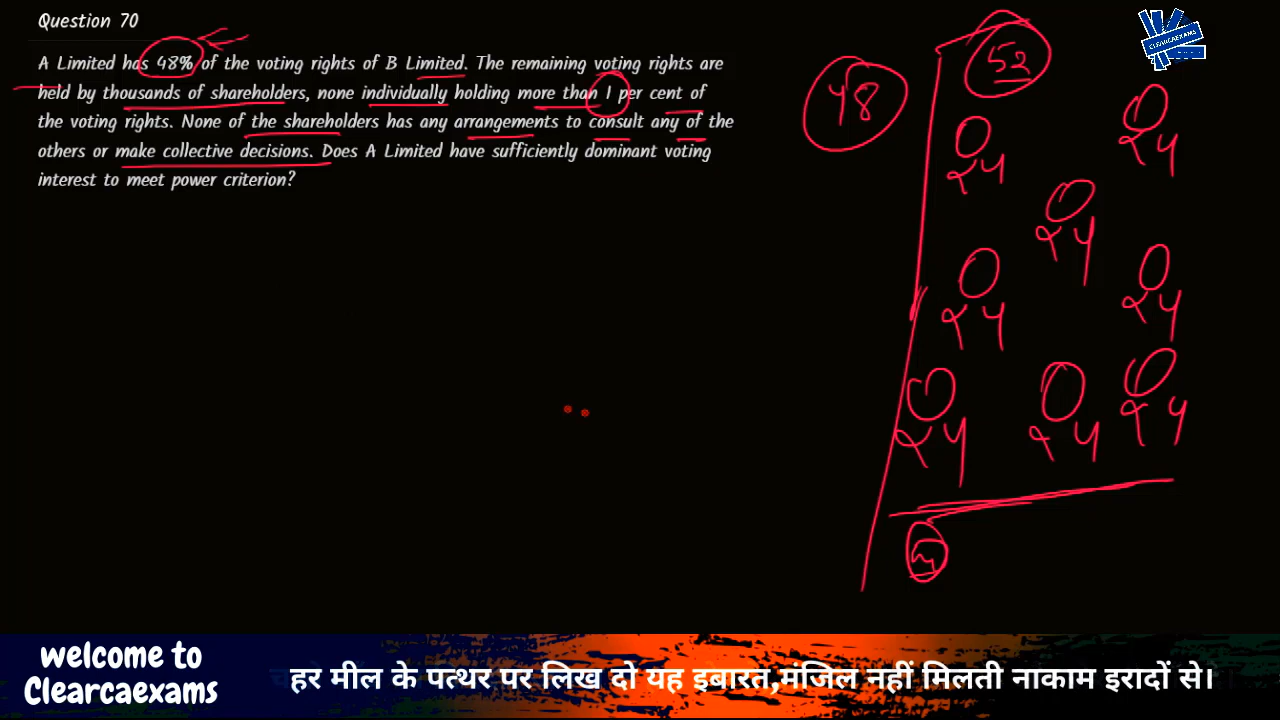 Question 70
A Limited has 48% of the voting rights of B Limited. The remaining voting rights are
held by thousands of shareholders, none individually holding more than 1 per cent of
the voting rights. None of the shareholders has any arrangements to consult any of the
others or make collective decisions. Does A Limited have sufficiently dominant voting
interest to meet power criterion?
48
52
CLEARCAEXAMS
welcome to
Clearcaexams
हरे मील के पत्थर पर लिख दो यह इबारत,मंजिल नहीं मिलती नाकाम इरादों से।